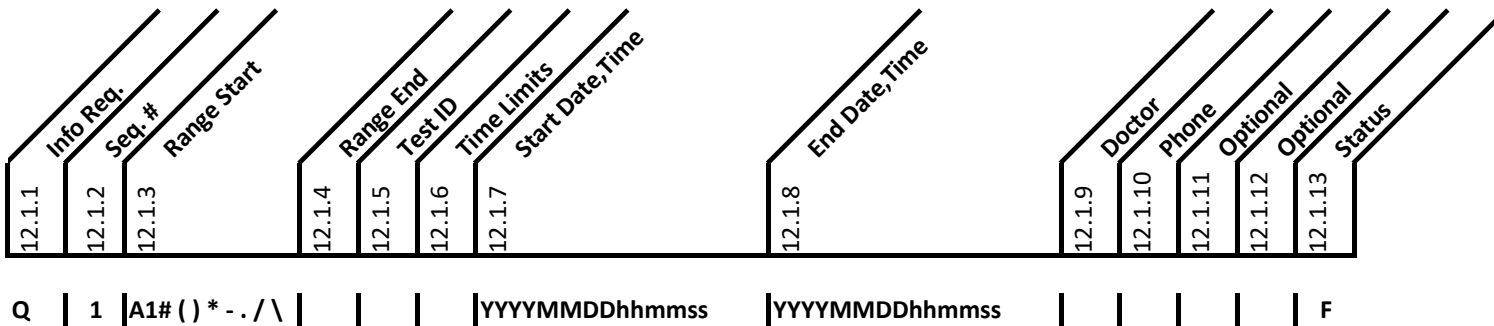 Info Req.
Seq. #
Range Start
Range End
Test ID
Time Limits
Start Date,Time
End Date,Time
Doctor
Phone
Optional
Optional
Status
12.1.1
12.1.2
12.1.3
12.1.4
12.1.5
12.1.6
12.1.7
12.1.8
12.1.9
12.1.10
12.1.11
12.1.12
12.1.13
Q 1 A1# ( ) * - . / \ YYYYMMDDhhmmss YYYYMMDDhhmmss F